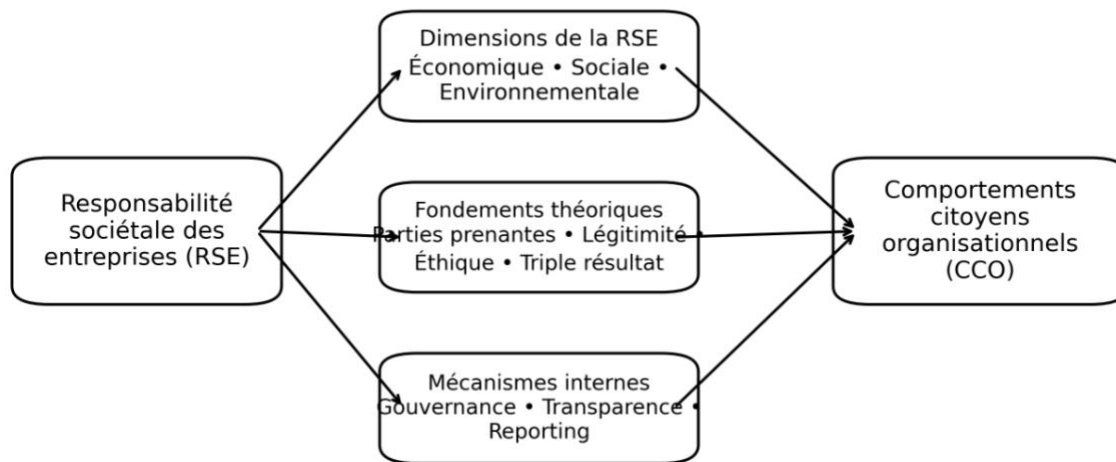 Dimensions de la RSE
Économique • Sociale •
Environnementale
Responsabilité
sociétale des
entreprises (RSE)
Fondements théoriques
Parties prenantes • Légitimité •
Éthique • Triple résultat
Comportements
citoyens
organisationnels
(CCO)
Mécanismes internes
Gouvernance • Transparence •
Reporting